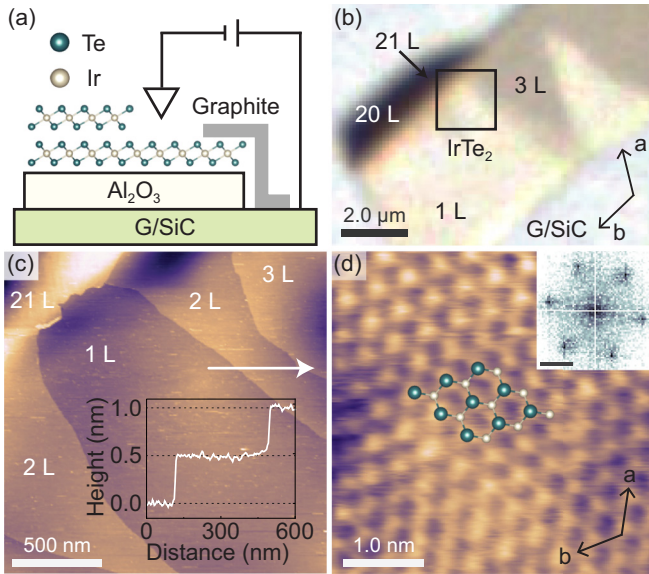 (a)
Te
Ir
Graphite
Al₂O₃
G/SiC
(b)
21 L
20 L
3 L
IrTe₂
1 L
G/SiC
a
b
2.0 μm
(c)
21 L
2 L
3 L
1 L
2 L
Height (nm)
1.0
0.5
0.0
0
300
600
Distance (nm)
500 nm
(d)
a
b
1.0 nm